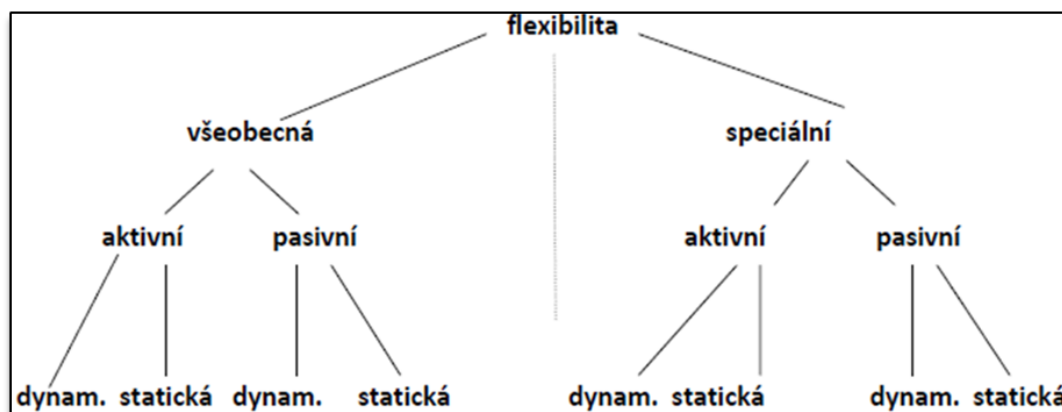 flexibilita
všeobecná speciální
aktivní pasivní aktivní pasivní
dynam. statická dynam. statická dynam. statická dynam. statická